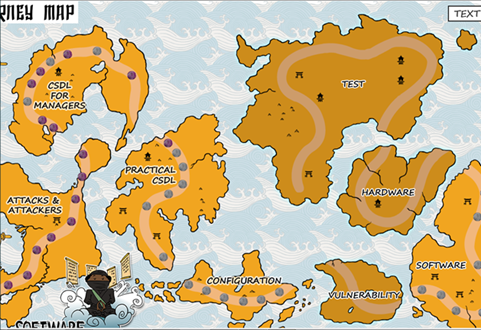 RNEY MAP
TEXT
CSDL
FOR
MANAGERS
TEST
PRACTICAL
CSDL
HARDWARE
ATTACKS &
ATTACKERS
CONFIGURATION
SOFTWARE
VULNERABILITY
SOFTWARE